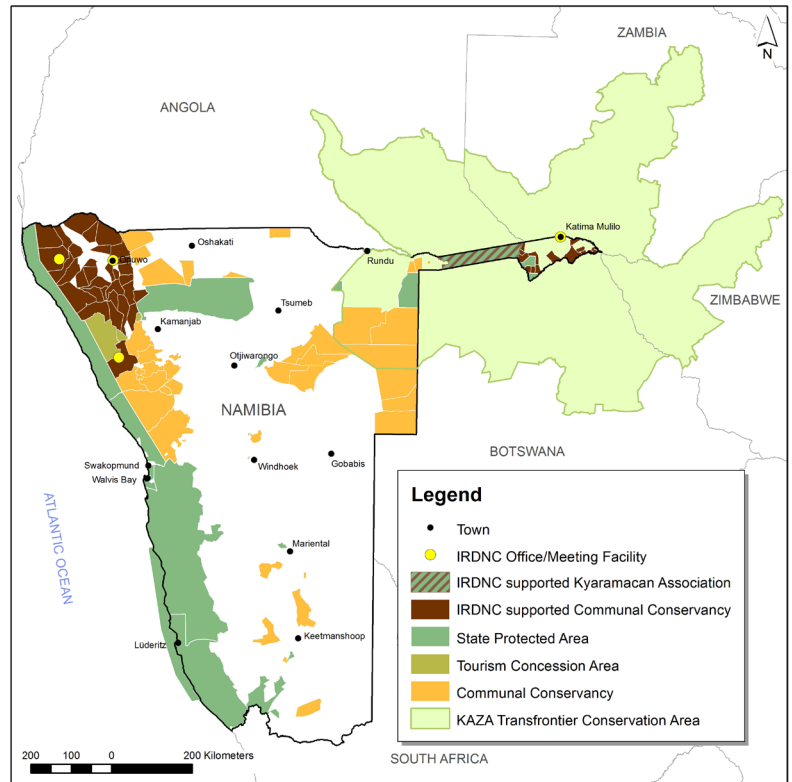 ZAMBIA
N
ANGOLA
Katima Mulilo
Oshakati
Rundu
Tsumeb
ZIMBABWE
Kamanjab
Otjiwarongo
NAMIBIA
BOTSWANA
Swakopmund
Windhoek
Gobabis
Walvis Bay
ATLANTIC OCEAN
Mariental
Keetmanshoop
Lüderitz
Legend
Town
IRDNC Office/Meeting Facility
IRDNC supported Kyaramacan Association
IRDNC supported Communal Conservancy
State Protected Area
Tourism Concession Area
Communal Conservancy
KAZA Transfrontier Conservation Area
200 100 0 200 Kilometers
SOUTH AFRICA